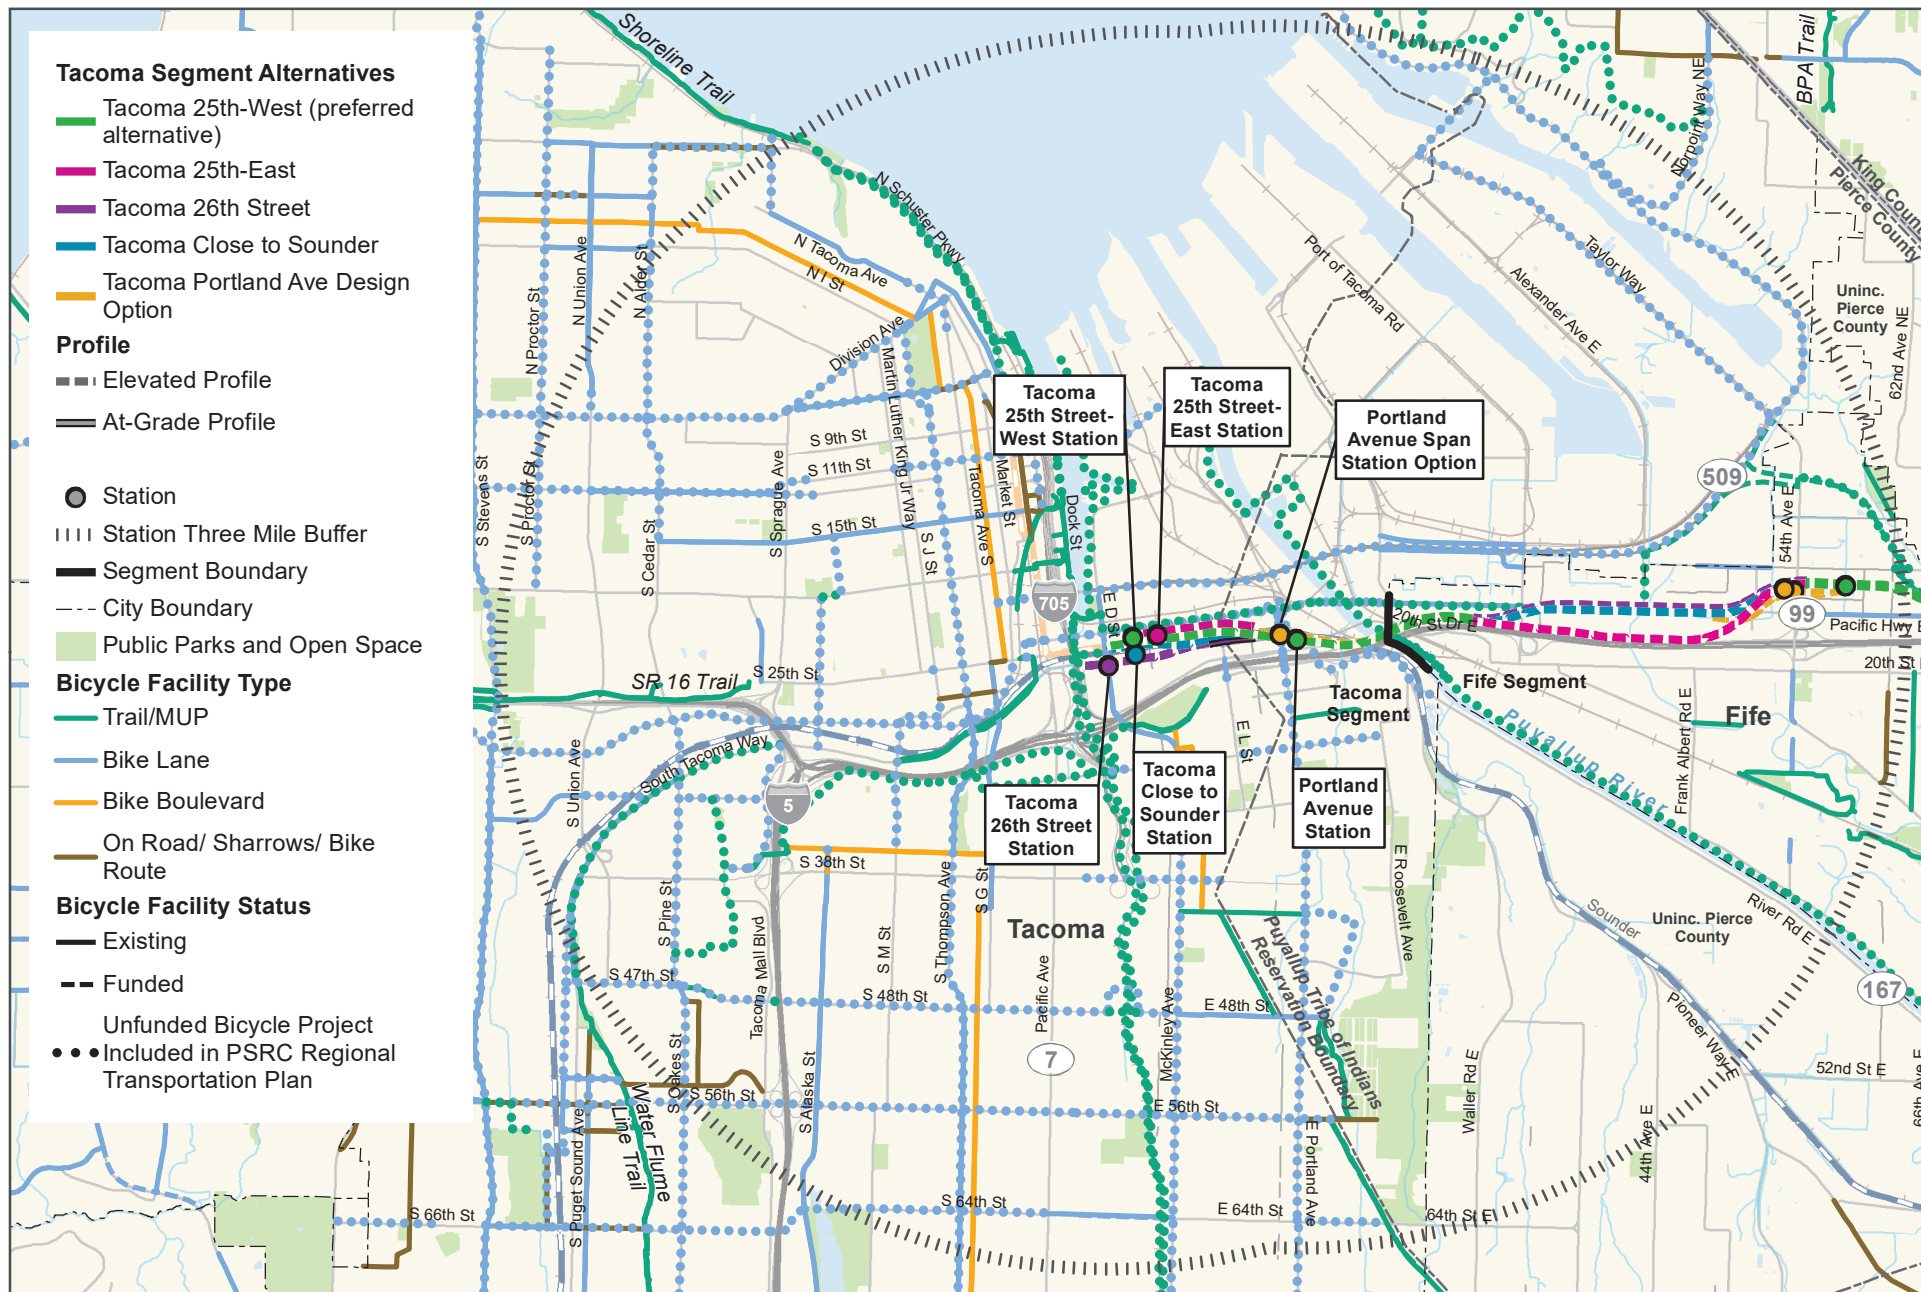 Tacoma Segment Alternatives
Tacoma 25th-West (preferred
alternative)
Tacoma 25th-East
Tacoma 26th Street
Tacoma Close to Sounder
Tacoma Portland Ave Design
Option
Profile
Elevated Profile
At-Grade Profile
Station
Station Three Mile Buffer
Segment Boundary
City Boundary
Public Parks and Open Space
Bicycle Facility Type
Trail/MUP
Bike Lane
Bike Boulevard
On Road/ Sharrows/ Bike
Route
Bicycle Facility Status
Existing
Funded
Unfunded Bicycle Project
Included in PSRC Regional
Transportation Plan
Shoreline Trail
N Schuster Pkwy
N Tacoma Ave
N I St
Division Ave
N Proctor St
N Union Ave
N Alder St
Martin Luther King Jr Way
S 9th St
S 11th St
S 15th St
S Stevens St
S Proctor St
S Cedar St
S Sprague Ave
S J St
Tacoma Ave S
Market St
Dock St
E D St
705
SR 16 Trail
S 25th St
South Tacoma Way
S Union Ave
5
S 38th St
S Pine St
Tacoma Mall Blvd
S M St
S Thompson Ave
S G St
Pacific Ave
S 47th St
S 48th St
S Oakes St
S 56th St
S Alaska St
S Puget Sound Ave
Water Flume
Line Trail
S 66th St
S 64th St
7
Tacoma
McKinley Ave
E 48th St
E 56th St
E 64th St
E Portland Ave
Puyallup Tribe of Indians
Reservation Boundary
E L St
E Roosevelt Ave
Waller Rd E
44th Ave E
64th St E
52nd St E
66th Ave E
Pioneer Way E
Sounder
Uninc. Pierce
County
River Rd E
167
Puyallup River
Frank Albert Rd E
Fife
Fife Segment
Tacoma
Segment
20th St Dr E
99
Pacific Hwy E
20th St E
54th Ave E
509
62nd Ave NE
Uninc.
Pierce
County
King County
Pierce County
BPA Trail
Norpoint Way NE
Taylor Way
Alexander Ave E
Port of Tacoma Rd
Tacoma
25th Street-
West Station
Tacoma
25th Street-
East Station
Portland
Avenue Span
Station Option
Tacoma
26th Street
Station
Tacoma
Close to
Sounder
Station
Portland
Avenue
Station